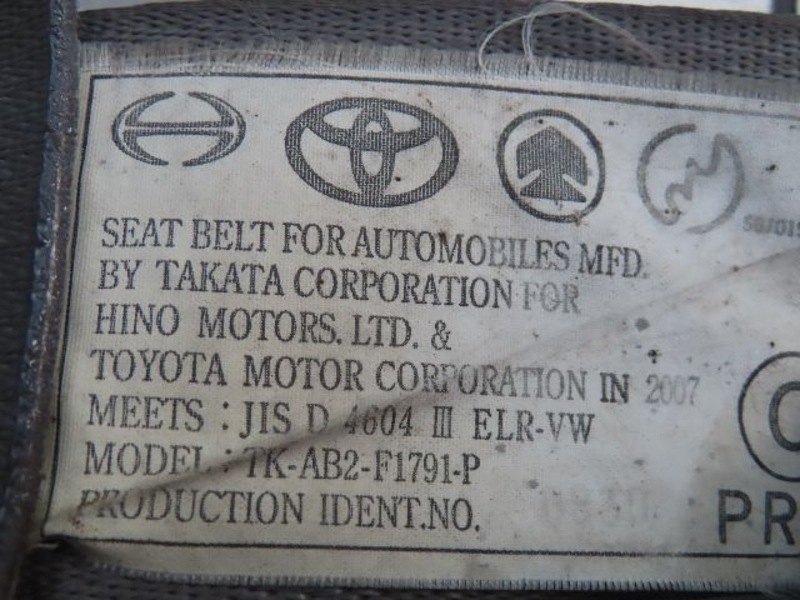 SEAT BELT FOR AUTOMOBILES MFD.
BY TAKATA CORPORATION FOR
HINO MOTORS. LTD. &
TOYOTA MOTOR CORPORATION IN 2007
MEETS : JIS D 4604 III ELR-VW
MODEL : TK-AB2-F1791-P
PRODUCTION IDENT.NO.
PR